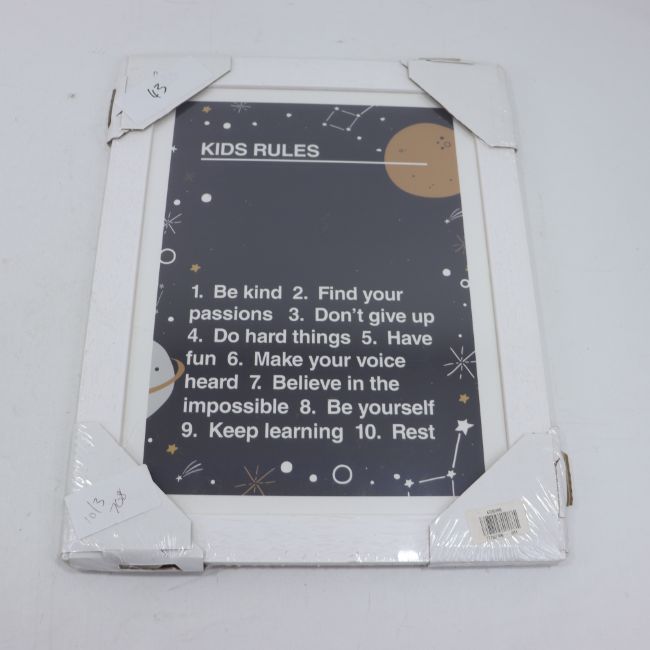 KIDS RULES
1. Be kind 2. Find your
passions 3. Don't give up
4. Do hard things 5. Have
fun 6. Make your voice
heard 7. Believe in the
impossible 8. Be yourself
9. Keep learning 10. Rest
10/3